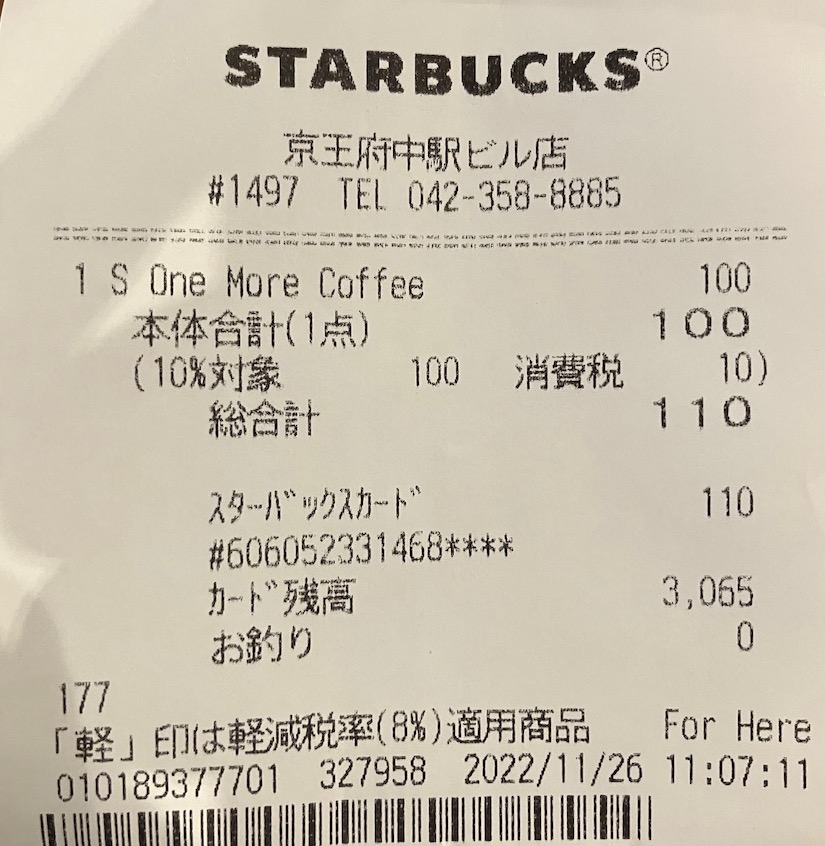 STARBUCKS®
京王府中駅ビル店
#1497 TEL 042-358-8885
1 S One More Coffee 100
本体合計(1点) 100
(10%対象 100 消費税 10)
総合計 110
ｽﾀｰﾊﾞｯｸｽｶｰﾄﾞ 110
#606052331468****
ｶｰﾄﾞ残高 3,065
お釣り 0
177
「軽」印は軽減税率(8%)適用商品 For Here
010189377701 327958 2022/11/26 11:07:11